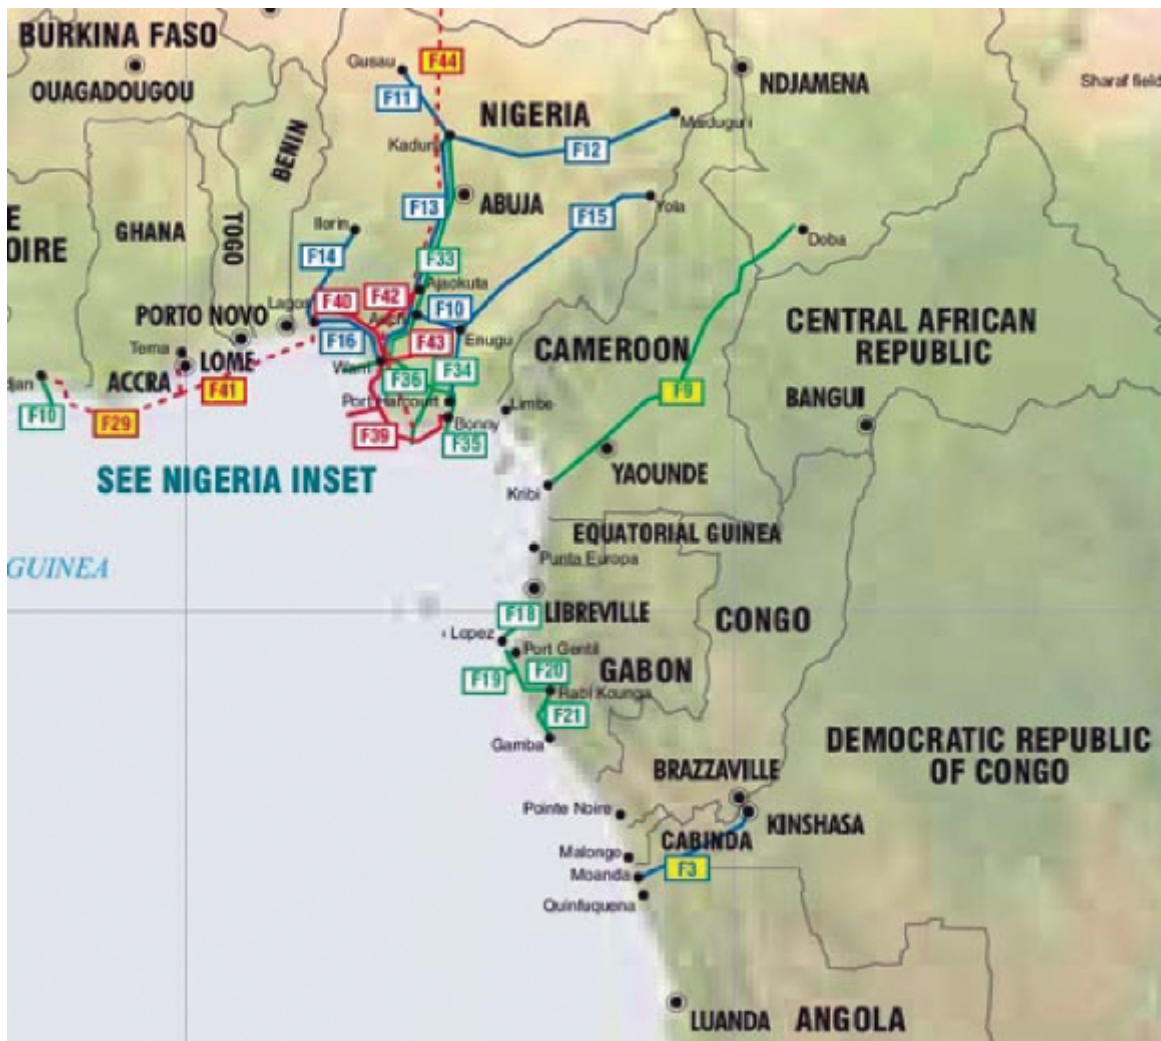 BURKINA FASO
OUAGADOUGOU
Gusau
F44
F11
NIGERIA
NDJAMENA
Sharaf field
Maiduguri
BENIN
F12
ABUJA
F13
Yola
F15
GHANA
TOGO
Ilorin
F14
OIRE
Doba
F33
Ajaokuta
Lagos
F40
F42
F10
PORTO NOVO
F16
F43
Enugu
CAMEROON
CENTRAL AFRICAN
REPUBLIC
Tema
LOME
Warri
F34
ACCRA
F41
F36
F9
BANGUI
Port Harcourt
Limbe
F10
F29
F39
Bonny
F35
SEE NIGERIA INSET
YAOUNDE
Kribi
EQUATORIAL GUINEA
Punta Europa
GUINEA
F18
LIBREVILLE
CONGO
Lopez
Port Gentil
F19
F20
GABON
Rabi Kounga
F21
Gamba
DEMOCRATIC REPUBLIC
OF CONGO
BRAZZAVILLE
Pointe Noire
KINSHASA
CABINDA
Malongo
Moanda
F3
Quinfuquena
LUANDA
ANGOLA